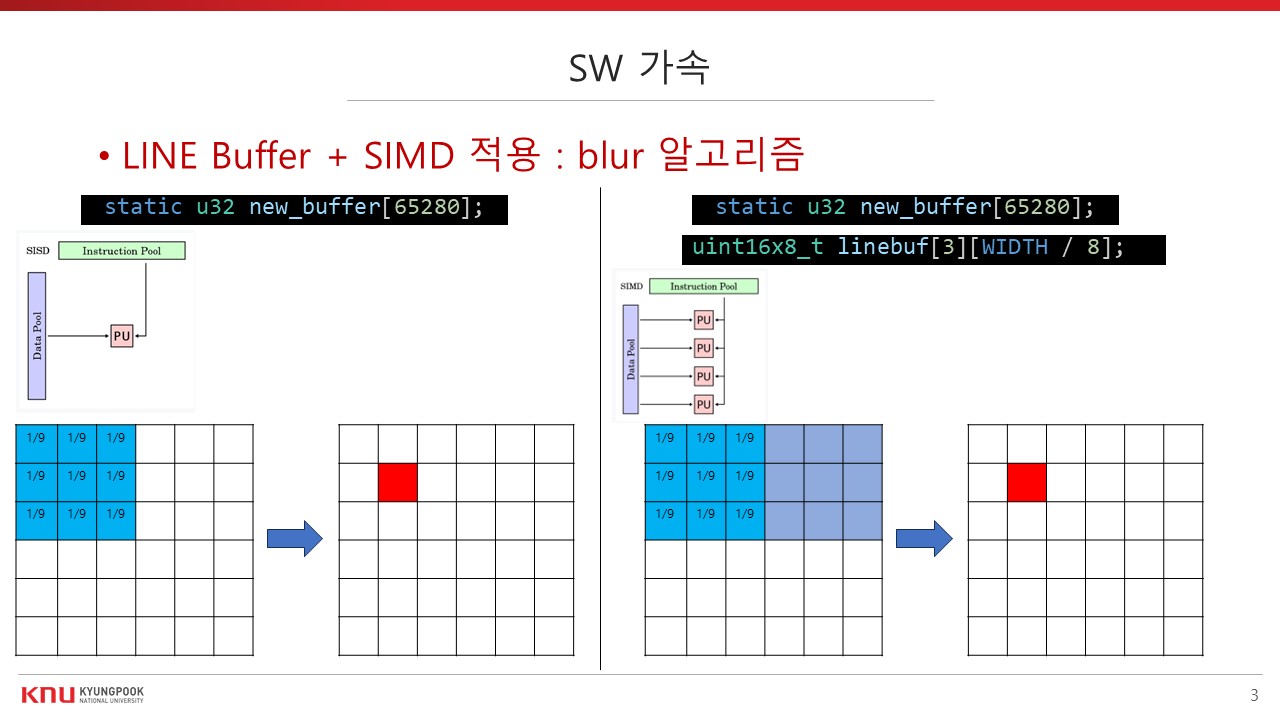 SW 가속
• LINE Buffer + SIMD 적용 : blur 알고리즘
static u32 new_buffer[65280];
SISD
Instruction Pool
Data Pool
PU
1/9 1/9 1/9
1/9 1/9 1/9
1/9 1/9 1/9
static u32 new_buffer[65280];
uint16x8_t linebuf[3][WIDTH / 8];
SIMD
Instruction Pool
Data Pool
PU
PU
PU
PU
1/9 1/9 1/9
1/9 1/9 1/9
1/9 1/9 1/9
KNU KYUNGPOOK
NATIONAL UNIVERSITY
3